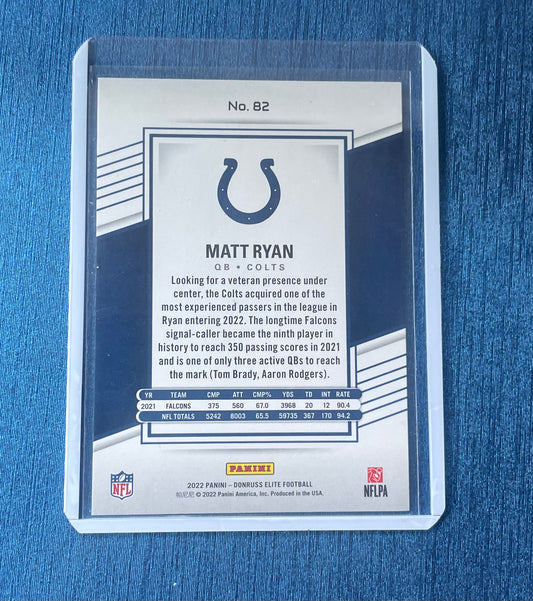 No. 82
MATT RYAN
QB • COLTS
Looking for a veteran presence under
center, the Colts acquired one of the
most experienced passers in the league in
Ryan entering 2022. The longtime Falcons
signal-caller became the ninth player in
history to reach 350 passing scores in 2021
and is one of only three active QBs to reach
the mark (Tom Brady, Aaron Rodgers).
YR TEAM CMP ATT CMP% YDS TD INT RATE
2021 FALCONS 375 560 67.0 3968 20 12 90.4
NFL TOTALS 5242 8003 65.5 59735 367 170 94.2
PANINI
NFL
2022 PANINI – DONRUSS ELITE FOOTBALL
帕尼尼 © 2022 Panini America, Inc. Produced in the USA.
NFLPA